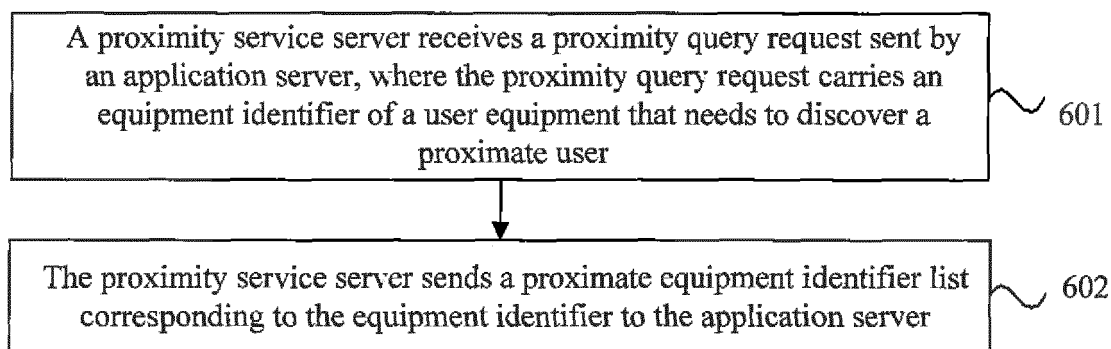 A proximity service server receives a proximity query request sent by
an application server, where the proximity query request carries an
equipment identifier of a user equipment that needs to discover a
proximate user
601
The proximity service server sends a proximate equipment identifier list
corresponding to the equipment identifier to the application server
602